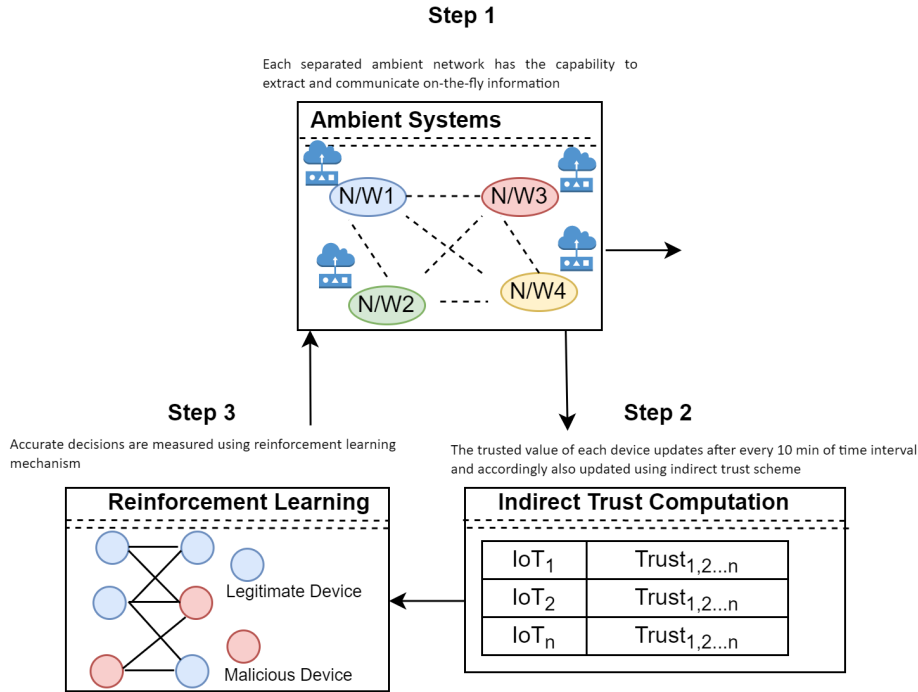 Step 1
Each separated ambient network has the capability to
extract and communicate on-the-fly information
Ambient Systems
N/W1
N/W3
N/W2
N/W4
Step 3
Accurate decisions are measured using reinforcement learning
mechanism
Step 2
The trusted value of each device updates after every 10 min of time interval
and accordingly also updated using indirect trust scheme
Reinforcement Learning
Legitimate Device
Malicious Device
Indirect Trust Computation
IoT1 Trust1,2...n
IoT2 Trust1,2...n
IoTn Trust1,2...n